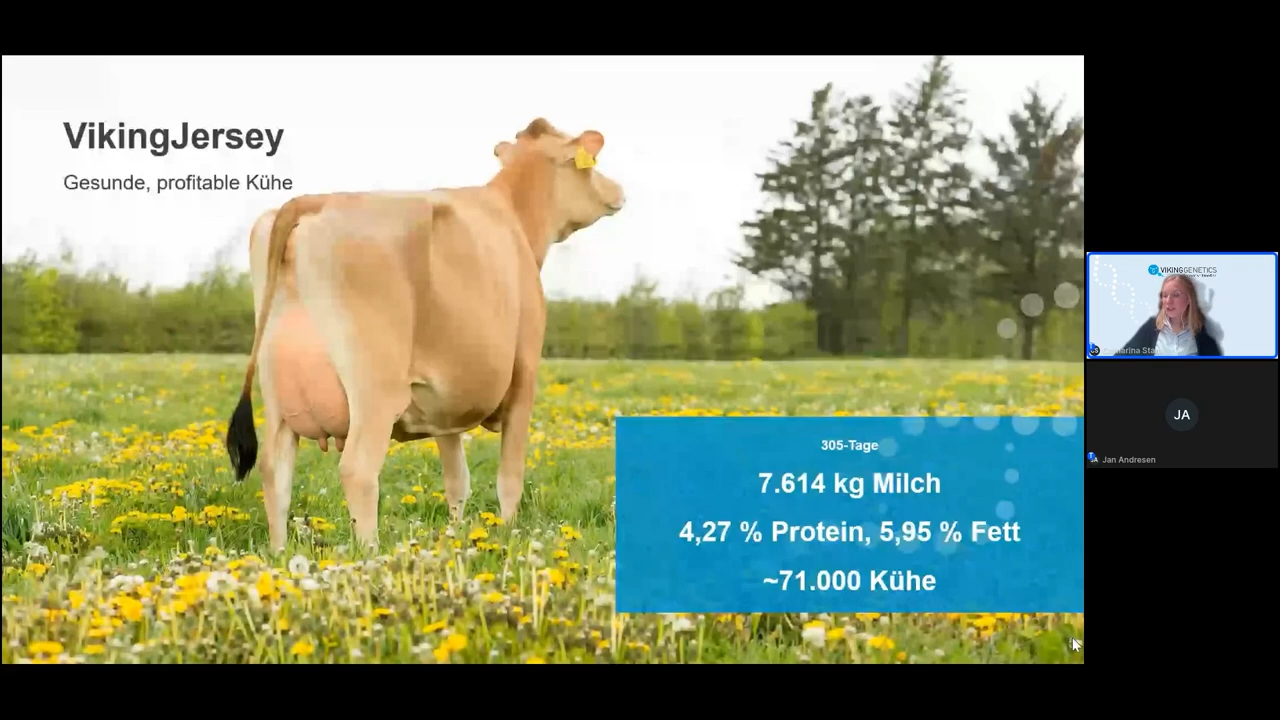 VikingJersey
Gesunde, profitable Kühe
305-Tage
7.614 kg Milch
4,27 % Protein, 5,95 % Fett
~71.000 Kühe
VIKINGGENETICS
JA
Jan Andresen